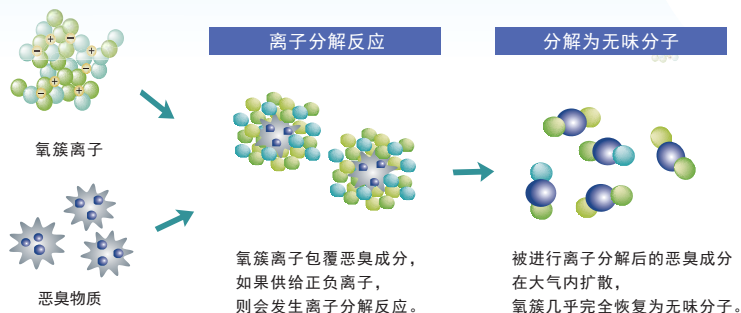 离子分解反应
分解为无味分子
氧簇离子
恶臭物质
氧簇离子包覆恶臭成分，
如果供给正负离子，
则会发生离子分解反应。
被进行离子分解后的恶臭成分
在大气内扩散，
氧簇几乎完全恢复为无味分子。